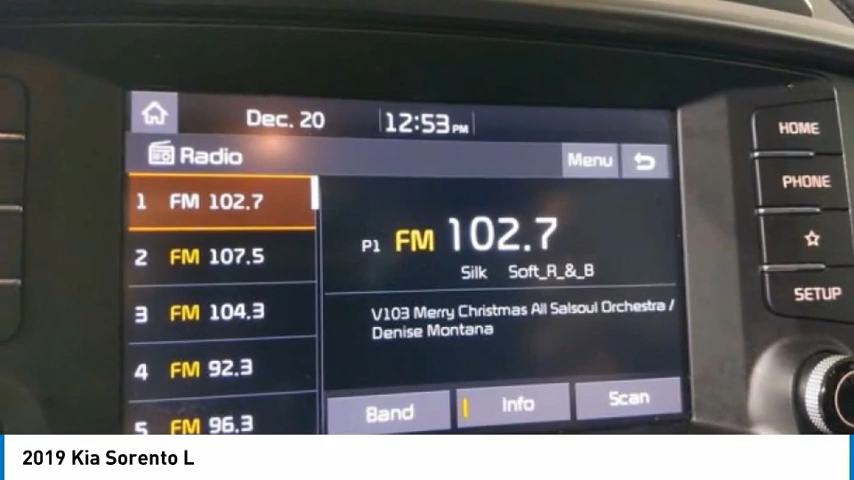 Dec. 20
12:53 PM
Radio
Menu
1 FM 102.7
2 FM 107.5
3 FM 104.3
4 FM 92.3
5 FM 96.3
P1 FM 102.7
Silk Soft_R_&_B
V103 Merry Christmas All Salsoul Orchestra /
Denise Montana
Band
Info
Scan
HOME
PHONE
SETUP
2019 Kia Sorento L